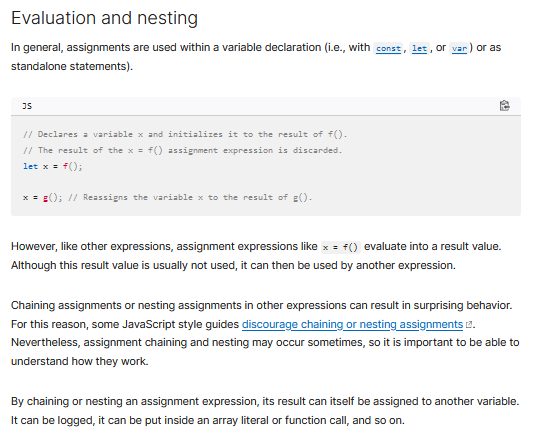 Evaluation and nesting
In general, assignments are used within a variable declaration (i.e., with const, let, or var) or as
standalone statements).
JS
// Declares a variable x and initializes it to the result of f().
// The result of the x = f() assignment expression is discarded.
let x = f();
x = g(); // Reassigns the variable x to the result of g().
However, like other expressions, assignment expressions like x = f() evaluate into a result value.
Although this result value is usually not used, it can then be used by another expression.
Chaining assignments or nesting assignments in other expressions can result in surprising behavior.
For this reason, some JavaScript style guides discourage chaining or nesting assignments.
Nevertheless, assignment chaining and nesting may occur sometimes, so it is important to be able to
understand how they work.
By chaining or nesting an assignment expression, its result can itself be assigned to another variable.
It can be logged, it can be put inside an array literal or function call, and so on.